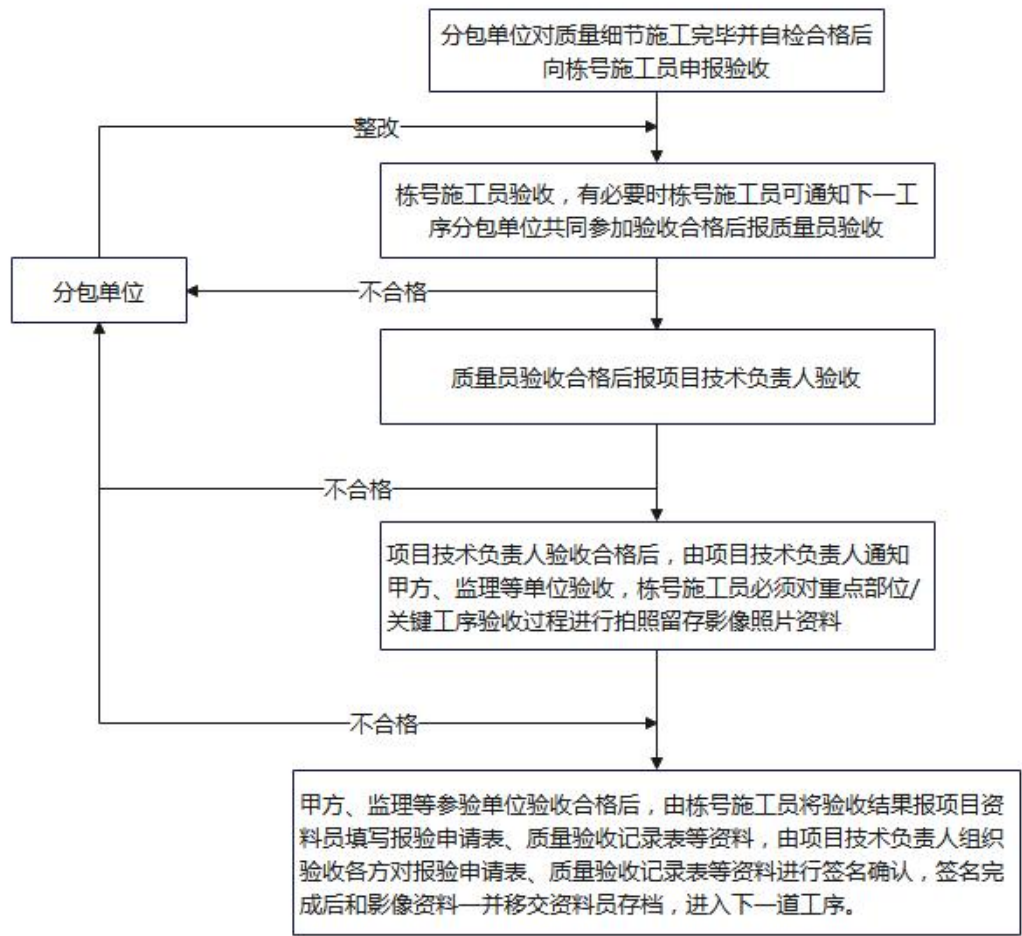 分包单位对质量细节施工完毕并自检合格后
向栋号施工员申报验收
整改
栋号施工员验收，有必要时栋号施工员可通知下一工
序分包单位共同参加验收合格后报质量员验收
分包单位
不合格
质量员验收合格后报项目技术负责人验收
不合格
项目技术负责人验收合格后，由项目技术负责人通知
甲方、监理等单位验收，栋号施工员必须对重点部位/
关键工序验收过程进行拍照留存影像照片资料
不合格
甲方、监理等参验单位验收合格后，由栋号施工员将验收结果报项目资
料员填写报验申请表、质量验收记录表等资料，由项目技术负责人组织
验收各方对报验申请表、质量验收记录表等资料进行签名确认，签名完
成后和影像资料一并移交资料员存档，进入下一道工序。